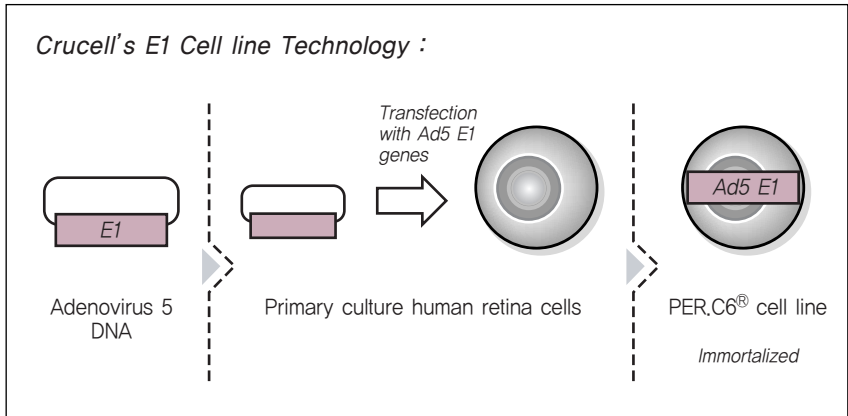 Crucell's E1 Cell line Technology :
Transfection
with Ad5 E1
genes
E1
Ad5 E1
Adenovirus 5
DNA
Primary culture human retina cells
PER.C6® cell line
Immortalized